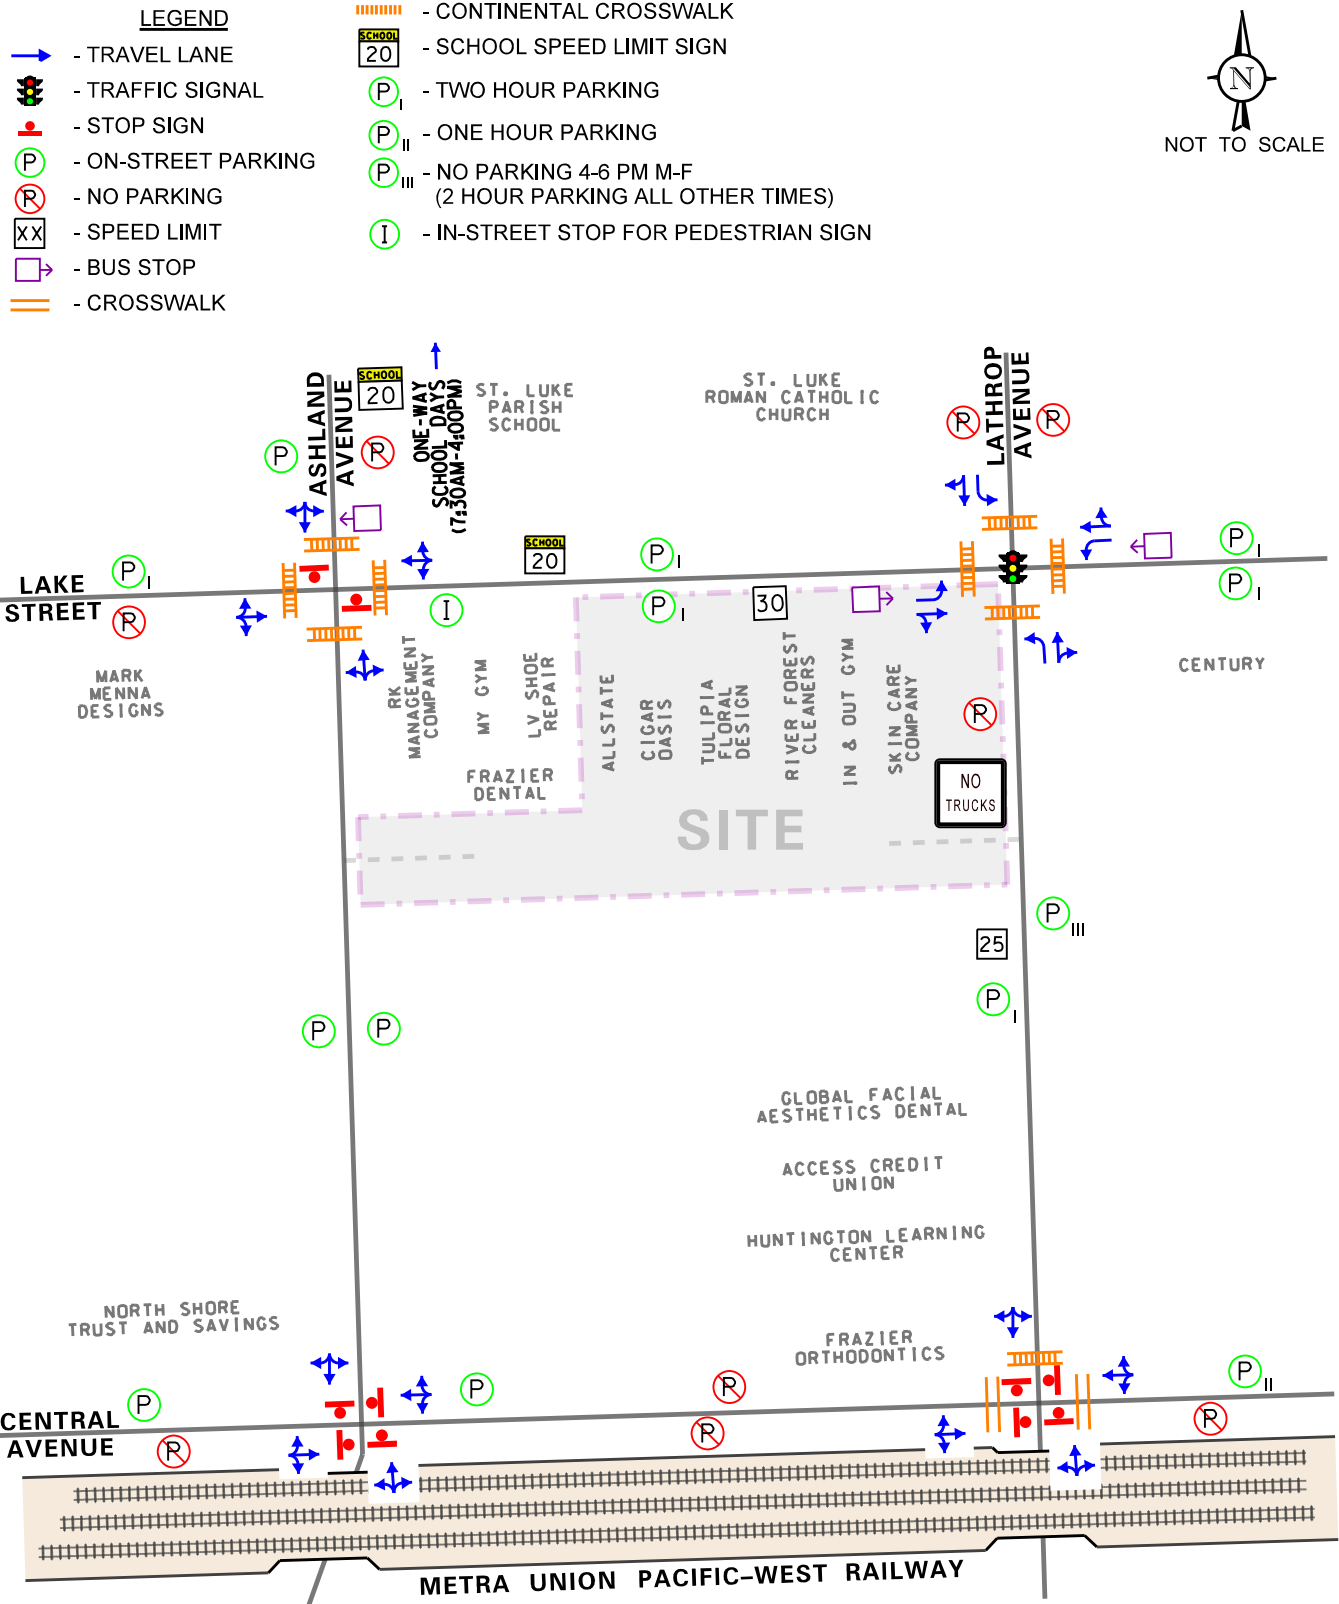 LEGEND
- TRAVEL LANE
- TRAFFIC SIGNAL
- STOP SIGN
P - ON-STREET PARKING
P - NO PARKING
XX - SPEED LIMIT
- BUS STOP
- CROSSWALK
- CONTINENTAL CROSSWALK
SCHOOL
20 - SCHOOL SPEED LIMIT SIGN
P I - TWO HOUR PARKING
P II - ONE HOUR PARKING
P III - NO PARKING 4-6 PM M-F
(2 HOUR PARKING ALL OTHER TIMES)
I - IN-STREET STOP FOR PEDESTRIAN SIGN
N
NOT TO SCALE
ASHLAND
AVENUE
SCHOOL
20
ONE-WAY
SCHOOL DAYS
(7:30AM-4:00PM)
ST. LUKE
PARISH
SCHOOL
ST. LUKE
ROMAN CATHOLIC
CHURCH
LATHROP
AVENUE
P
P
P
P
SCHOOL
20
P I
P I
P I
LAKE
STREET
P
I
P I
30
P I
MARK
MENNA
DESIGNS
RK
MANAGEMENT
COMPANY
MY GYM
LV SHOE
REPAIR
FRAZIER
DENTAL
ALLSTATE
CIGAR
OASIS
TULIPIA
FLORAL
DESIGN
RIVER FOREST
CLEANERS
IN & OUT GYM
SKIN CARE
COMPANY
CENTURY
P
NO
TRUCKS
SITE
P III
25
P I
P
P
GLOBAL FACIAL
AESTHETICS DENTAL
ACCESS CREDIT
UNION
HUNTINGTON LEARNING
CENTER
NORTH SHORE
TRUST AND SAVINGS
FRAZIER
ORTHODONTICS
P
P
P
P II
CENTRAL
AVENUE
P
P
P
METRA UNION PACIFIC-WEST RAILWAY